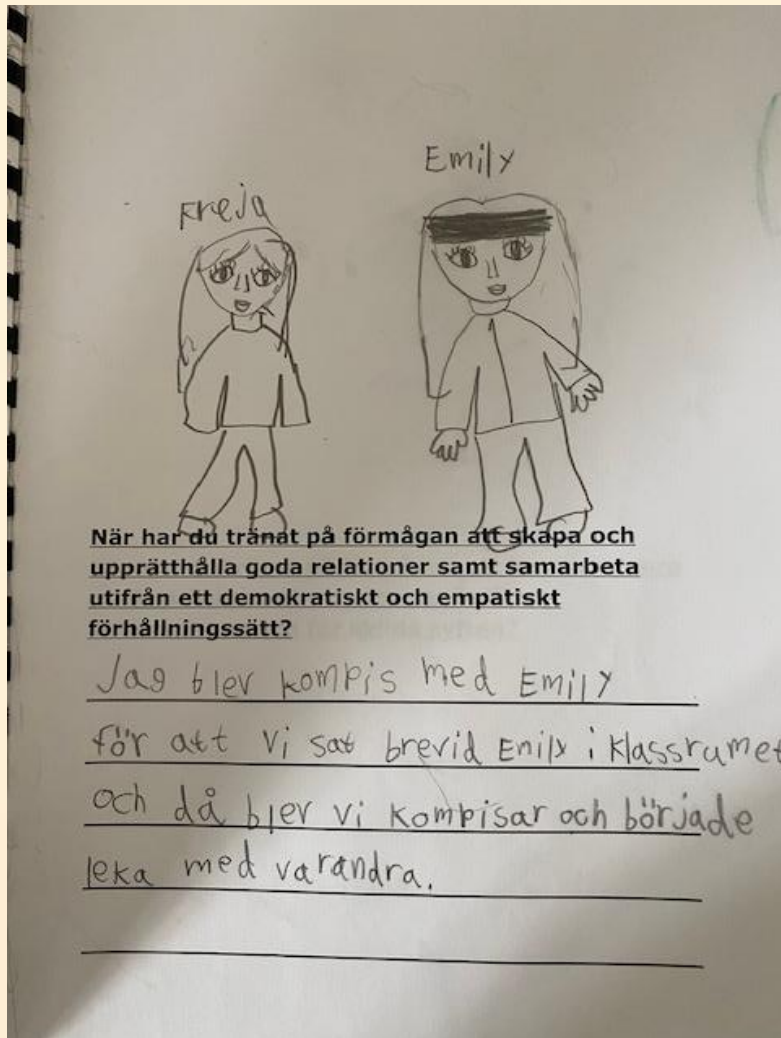 Emily
Freja
När har du tränat på förmågan att skapa och
upprätthålla goda relationer samt samarbeta
utifrån ett demokratiskt och empatiskt
förhållningssätt?
Jag blev kompis med Emily
för att vi sat brevid Enily i klassrumet
och då blev vi kompisar och började
leka med varandra.